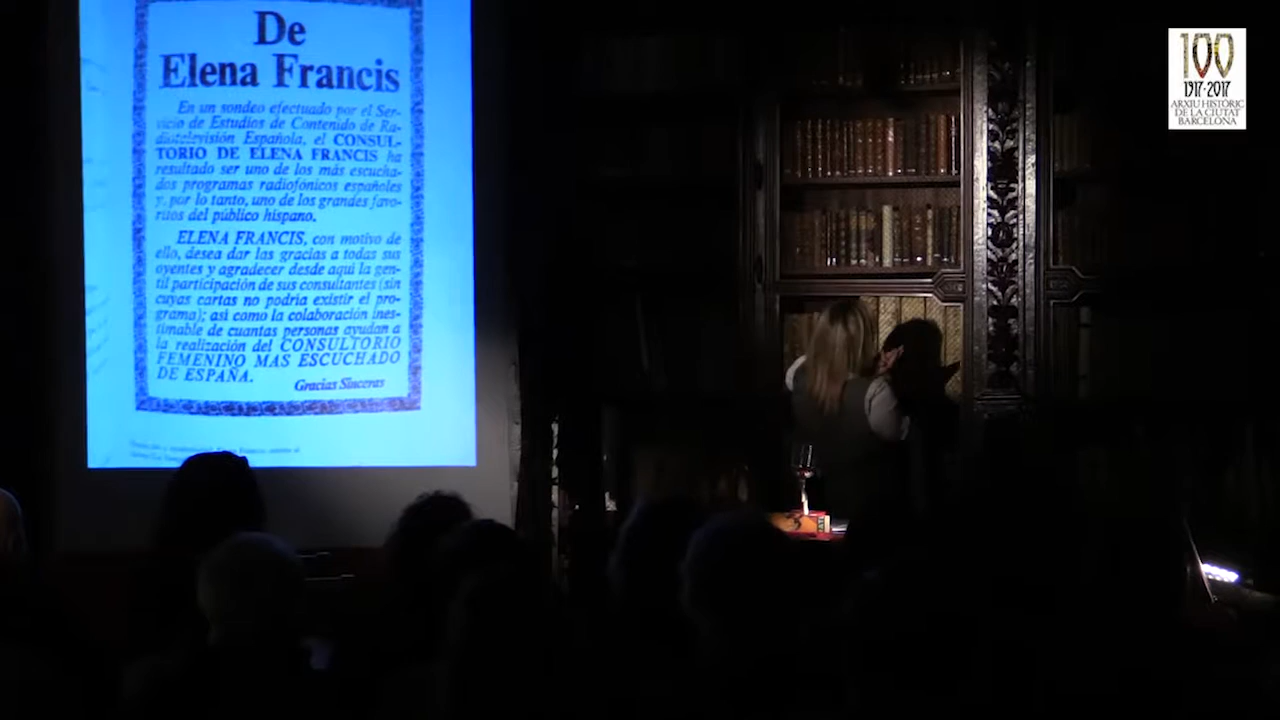 De
Elena Francis
En un sondeo efectuado por el Ser-
vicio de Estudios de Contenido de Ra-
diotelevisión Española, el CONSUL-
TORIO DE ELENA FRANCIS ha
resultado ser uno de los más escucha-
dos programas radiofónicos españoles
y, por lo tanto, uno de los grandes favo-
ritos del público hispano.
ELENA FRANCIS, con motivo de
ello, desea dar las gracias a todas sus
oyentes y agradecer desde aquí la gen-
til participación de sus consultantes (sin
cuyas cartas no podría existir el pro-
grama); así como la colaboración ines-
timable de cuantas personas ayudan a
la realización del CONSULTORIO
FEMENINO MAS ESCUCHADO
DE ESPAÑA.
Gracias Sinceras
100
1917·2017
ARXIU HISTÒRIC
DE LA CIUTAT
BARCELONA